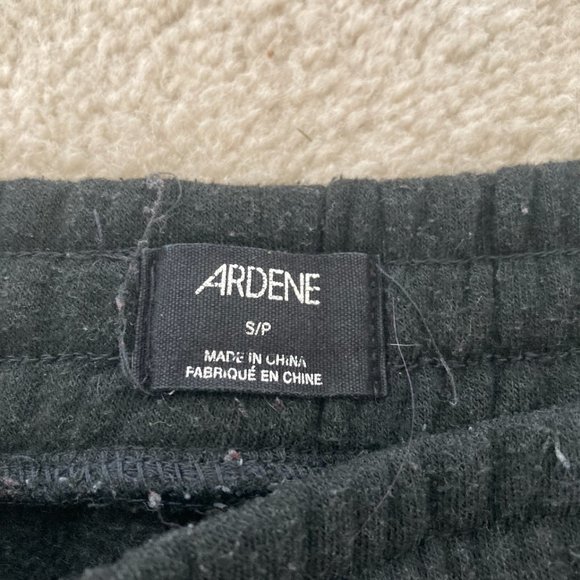 ARDENE
S/P
MADE IN CHINA
FABRIQUÉ EN CHINE